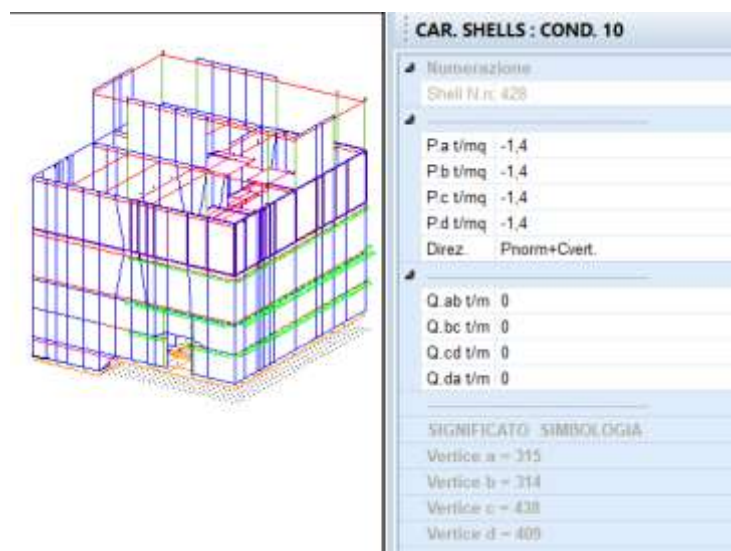 CAR. SHELLS : COND. 10
Numerazione
Shell N.n: 428
P.a t/mq -1,4
P.b t/mq -1,4
P.c t/mq -1,4
P.d t/mq -1,4
Direz. Pnorm+Cvert.
Q.ab t/m 0
Q.bc t/m 0
Q.cd t/m 0
Q.da t/m 0
SIGNIFICATO SIMBOLOGIA
Vertice a = 315
Vertice b = 314
Vertice c = 438
Vertice d = 409